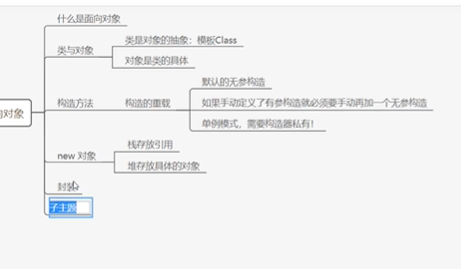 什么是面向对象
类与对象
类是对象的抽象：模板Class
对象是类的具体
向对象
构造方法
构造的重载
默认的无参构造
如果手动定义了有参构造就必须要手动再加一个无参构造
单例模式，需要构造器私有！
new 对象
栈存放引用
堆存放具体的对象
封装
子主题